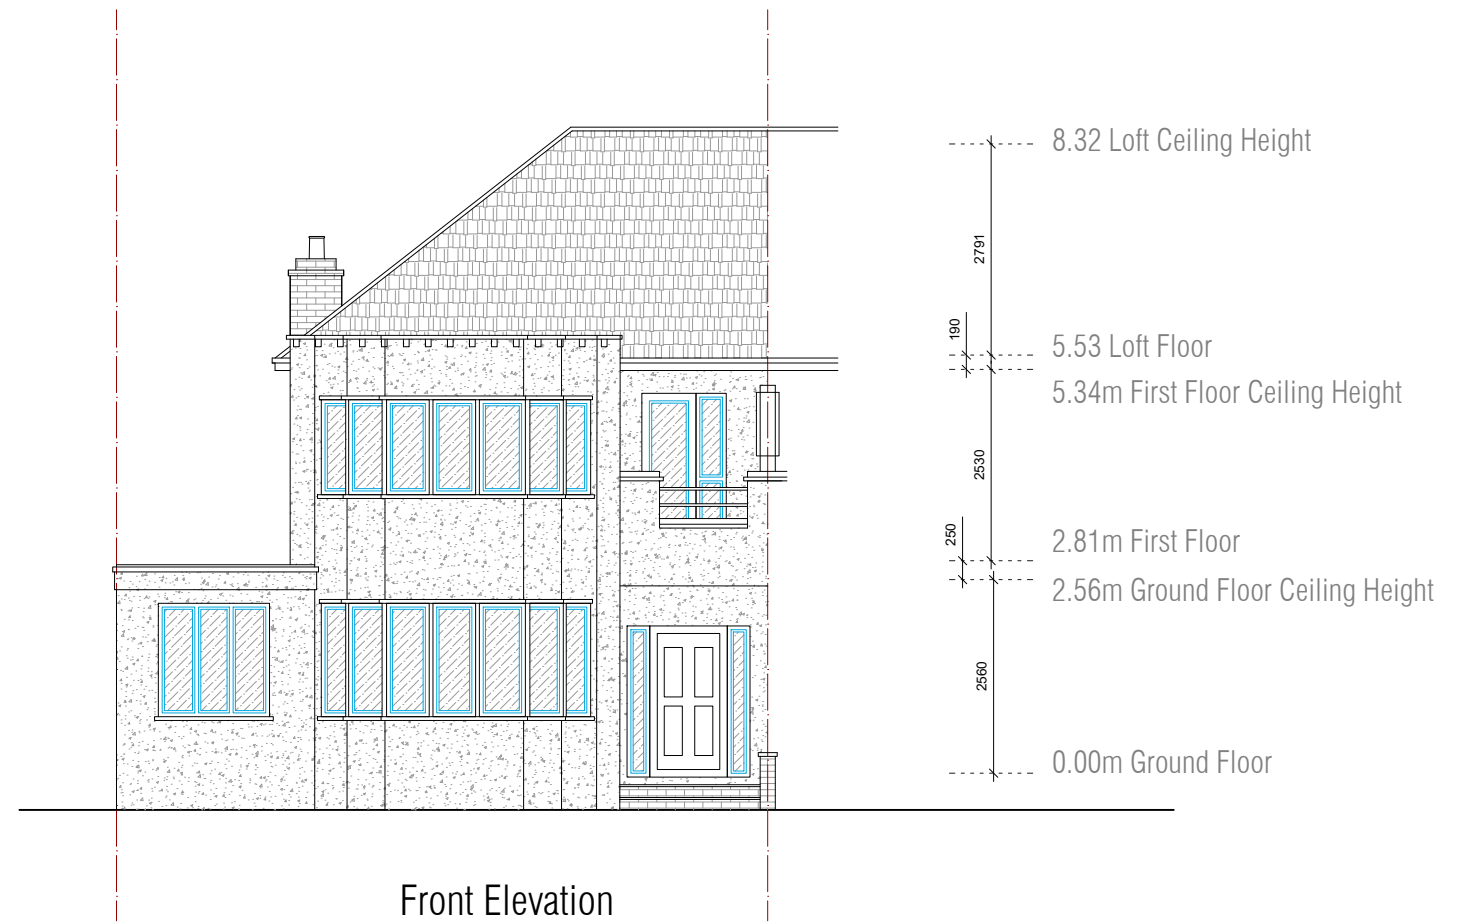 8.32 Loft Ceiling Height
2791
190
5.53 Loft Floor
5.34m First Floor Ceiling Height
2530
250
2.81m First Floor
2.56m Ground Floor Ceiling Height
2560
0.00m Ground Floor
Front Elevation